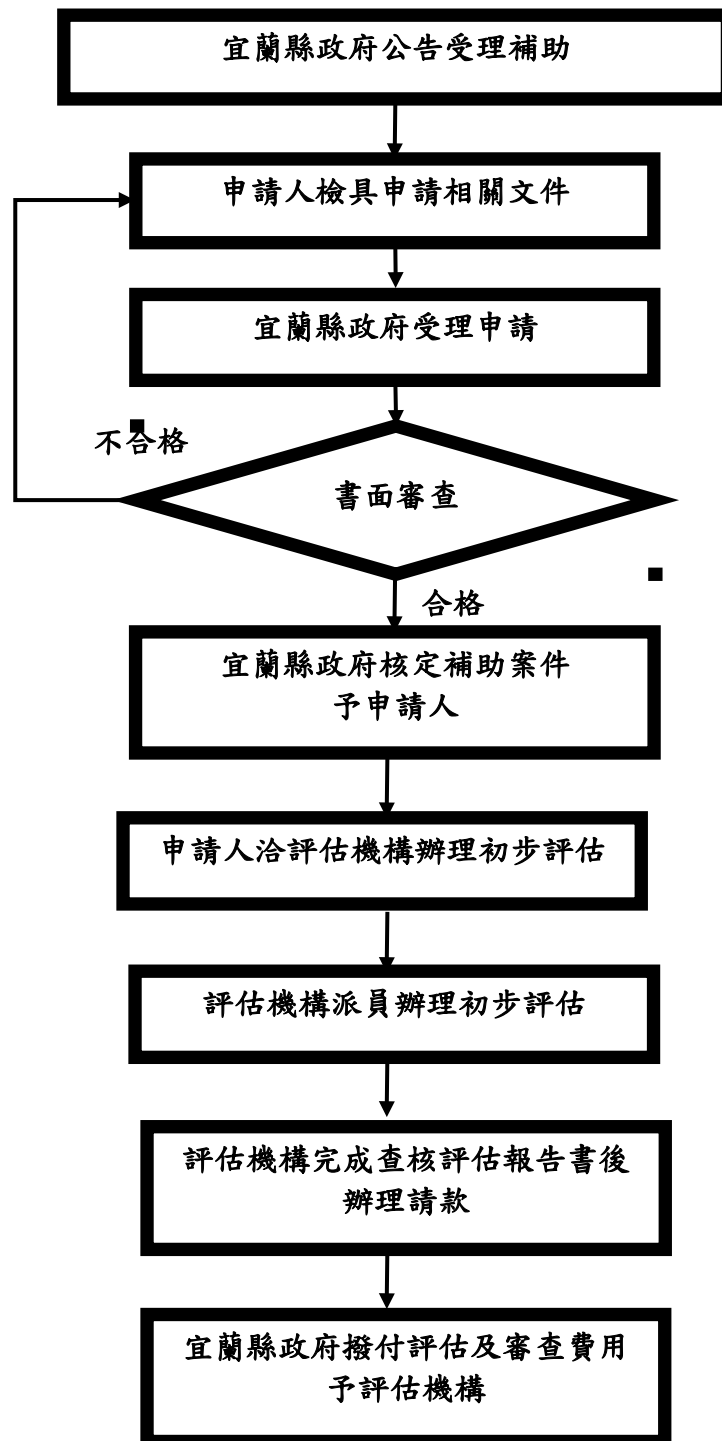 宜蘭縣政府公告受理補助
申請人檢具申請相關文件
宜蘭縣政府受理申請
不合格
書面審查
合格
宜蘭縣政府核定補助案件
予申請人
申請人洽評估機構辦理初步評估
評估機構派員辦理初步評估
評估機構完成查核評估報告書後
辦理請款
宜蘭縣政府撥付評估及審查費用
予評估機構